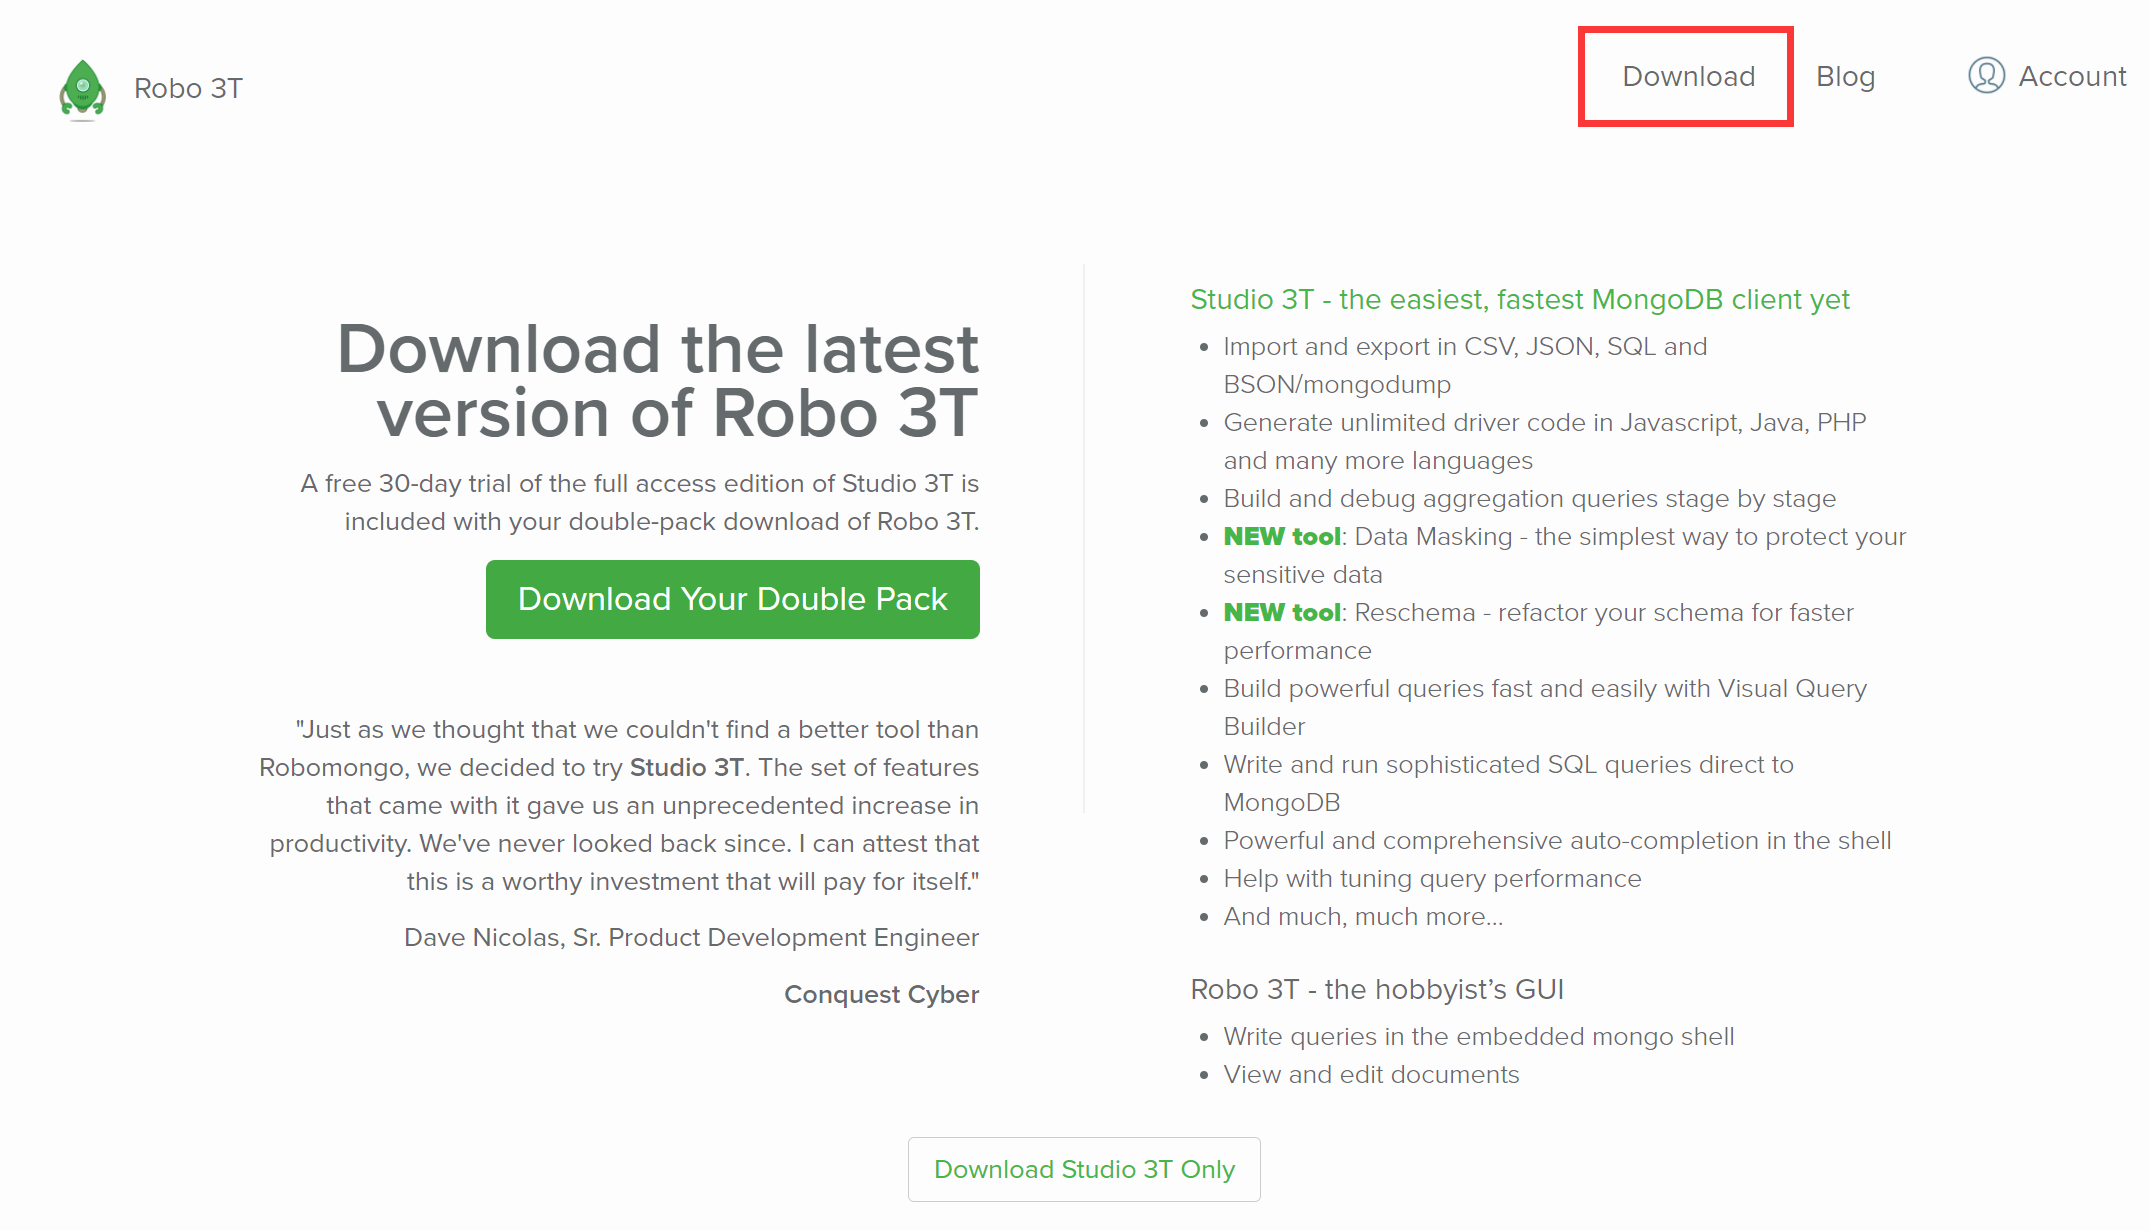 Robo 3T
Download
Blog
Account
Download the latest
version of Robo 3T
A free 30-day trial of the full access edition of Studio 3T is
included with your double-pack download of Robo 3T.
Download Your Double Pack
"Just as we thought that we couldn't find a better tool than
Robomongo, we decided to try Studio 3T. The set of features
that came with it gave us an unprecedented increase in
productivity. We've never looked back since. I can attest that
this is a worthy investment that will pay for itself."
Dave Nicolas, Sr. Product Development Engineer
Conquest Cyber
Studio 3T - the easiest, fastest MongoDB client yet
• Import and export in CSV, JSON, SQL and
BSON/mongodump
• Generate unlimited driver code in Javascript, Java, PHP
and many more languages
• Build and debug aggregation queries stage by stage
• NEW tool: Data Masking - the simplest way to protect your
sensitive data
• NEW tool: Reschema - refactor your schema for faster
performance
• Build powerful queries fast and easily with Visual Query
Builder
• Write and run sophisticated SQL queries direct to
MongoDB
• Powerful and comprehensive auto-completion in the shell
• Help with tuning query performance
• And much, much more...
Robo 3T - the hobbyist’s GUI
• Write queries in the embedded mongo shell
• View and edit documents
Download Studio 3T Only